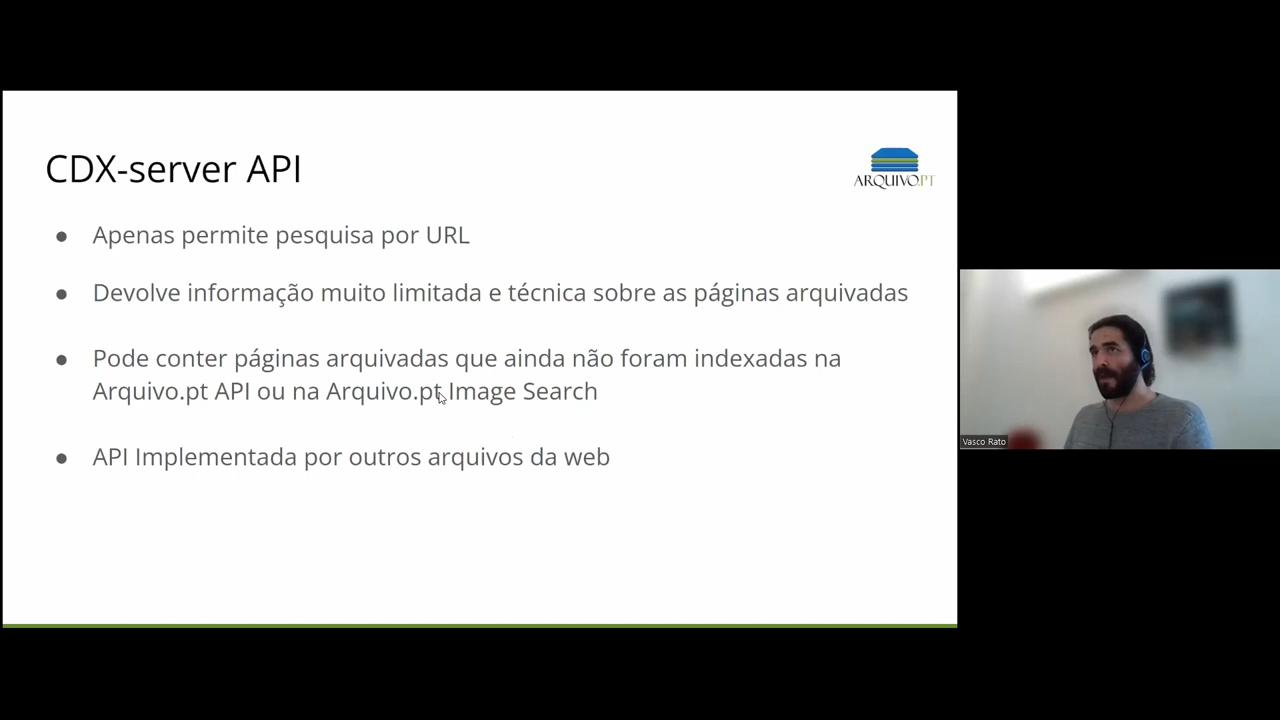 CDX-server API
ARQUIVO.PT
● Apenas permite pesquisa por URL
● Devolve informação muito limitada e técnica sobre as páginas arquivadas
● Pode conter páginas arquivadas que ainda não foram indexadas na
Arquivo.pt API ou na Arquivo.pt Image Search
● API Implementada por outros arquivos da web
Vasco Rato